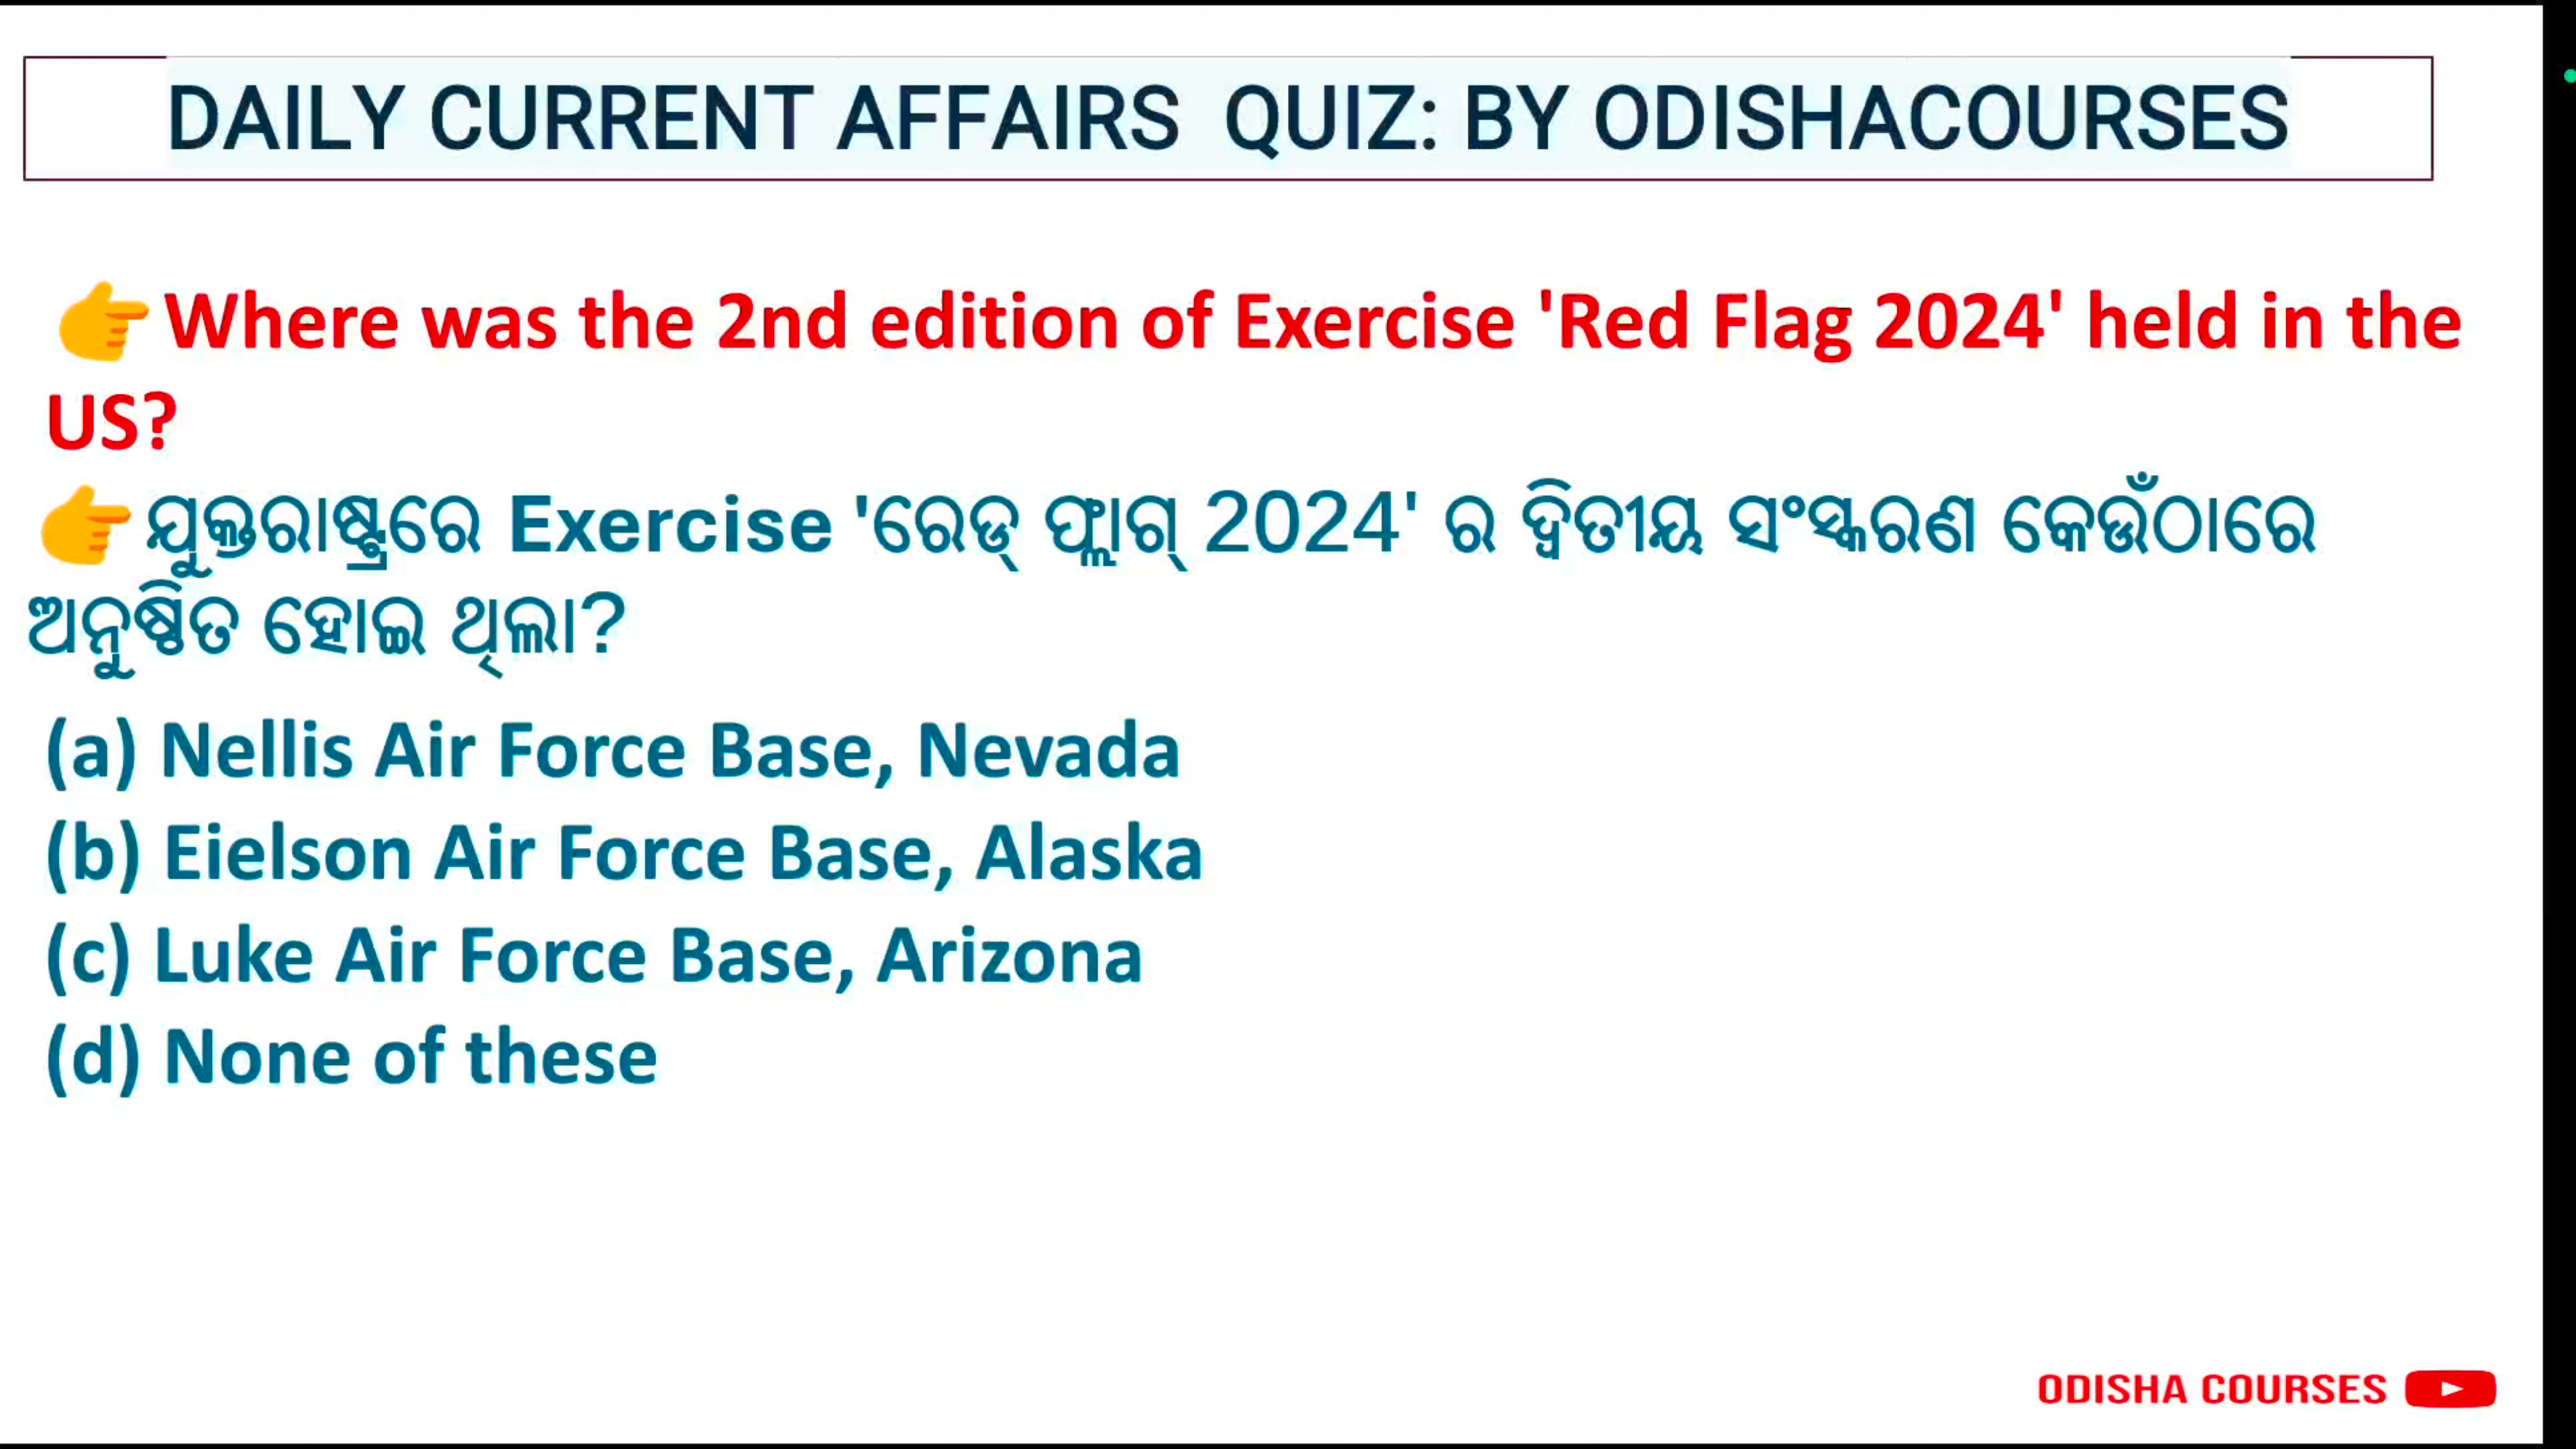 DAILY CURRENT AFFAIRS QUIZ: BY ODISHACOURSES
👉Where was the 2nd edition of Exercise 'Red Flag 2024' held in the
US?
👉ଯୁକ୍ତରାଷ୍ଟ୍ରରେ Exercise 'ରେଡ୍ ଫ୍ଲାଗ୍ 2024' ର ଦ୍ୱିତୀୟ ସଂସ୍କରଣ କେଉଁଠାରେ
ଅନୁଷ୍ଠିତ ହୋଇ ଥିଲା?
(a) Nellis Air Force Base, Nevada
(b) Eielson Air Force Base, Alaska
(c) Luke Air Force Base, Arizona
(d) None of these
ODISHA COURSES